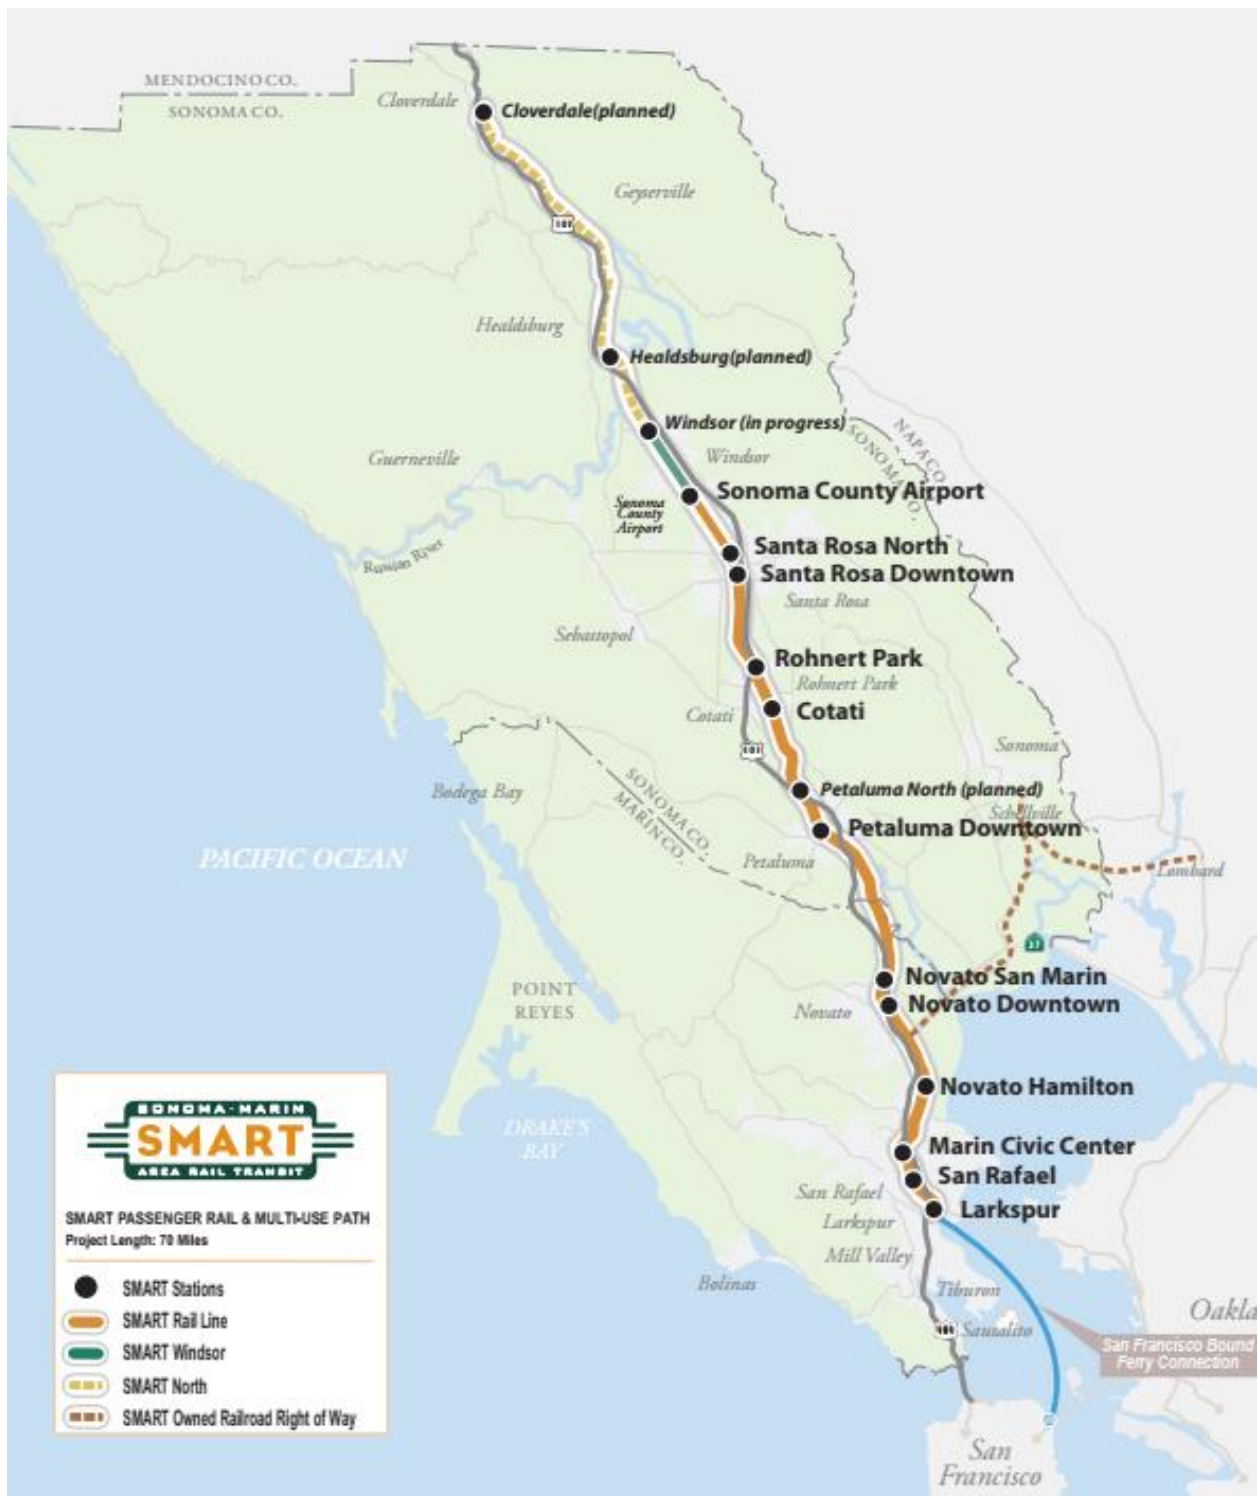 MENDOCINO CO.
SONOMA CO.
Cloverdale
Cloverdale(planned)
Geyserville
101
Healdsburg
Healdsburg(planned)
Windsor (in progress)
NAPA CO.
SONOMA CO.
Windsor
Guerneville
Sonoma County Airport
Sonoma
County
Airport
Santa Rosa North
Russian River
Santa Rosa Downtown
Santa Rosa
Sebastopol
Rohnert Park
Rohnert Park
Cotati
Cotati
101
Sonoma
SONOMA CO.
MARIN CO.
Bodega Bay
Petaluma North (planned)
Schellville
Petaluma Downtown
PACIFIC OCEAN
Petaluma
Lombard
37
Novato San Marin
POINT
REYES
Novato
Novato Downtown
Novato Hamilton
DRAKE'S
BAY
Marin Civic Center
San Rafael
San Rafael
Larkspur
Larkspur
Mill Valley
Bolinas
Tiburon
Oakla
101
Sausalito
San Francisco Bound
Ferry Connection
San
Francisco
SONOMA-MARIN
SMART
AREA RAIL TRANSIT
SMART PASSENGER RAIL & MULTI-USE PATH
Project Length: 70 Miles
SMART Stations
SMART Rail Line
SMART Windsor
SMART North
SMART Owned Railroad Right of Way